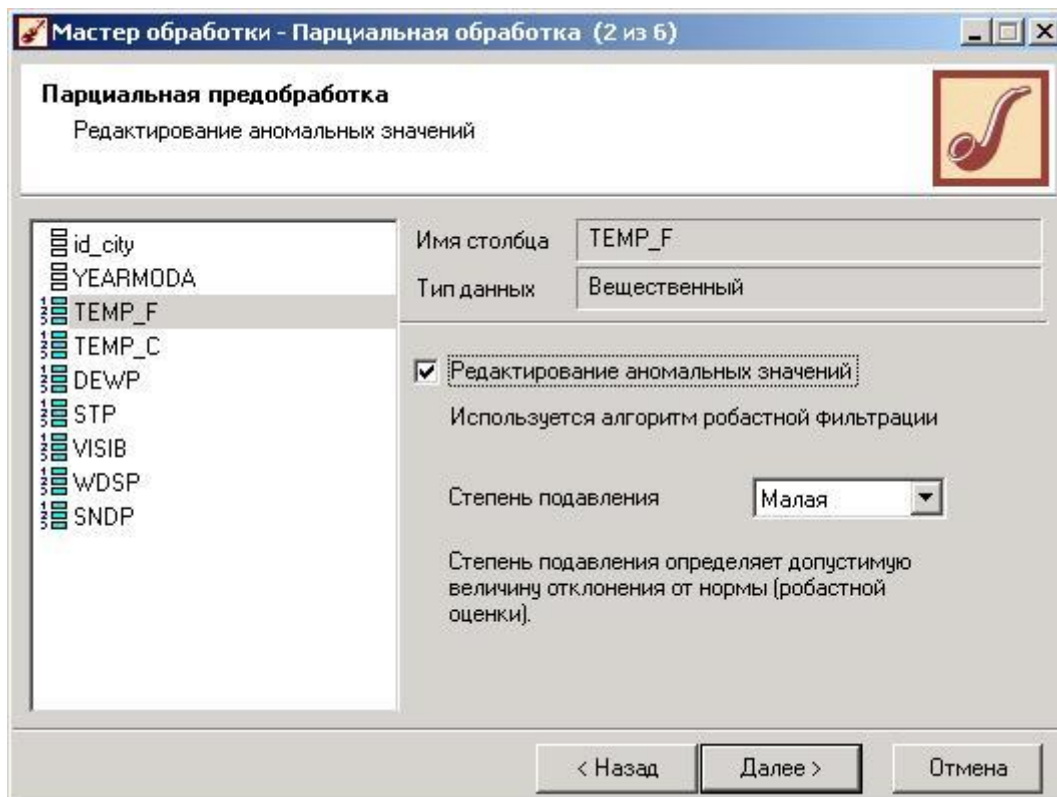 Мастер обработки - Парциальная обработка (2 из 6)
Парциальная предобработка
Редактирование аномальных значений
id_city
YEARMODA
TEMP_F
TEMP_C
DEWP
STP
VISIB
WDSP
SNDP
Имя столбца TEMP_F
Тип данных Вещественный
Редактирование аномальных значений
Используется алгоритм робастной фильтрации
Степень подавления Малая
Степень подавления определяет допустимую
величину отклонения от нормы (робастной
оценки).
< Назад Далее > Отмена